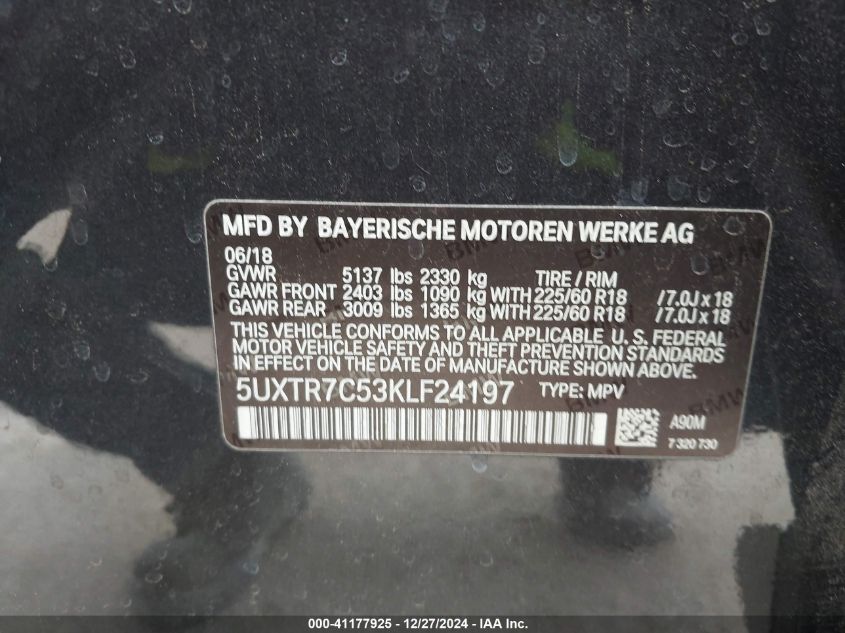 MFD BY BAYERISCHE MOTOREN WERKE AG
06/18
GVWR 5137 lbs 2330 kg TIRE / RIM
GAWR FRONT 2403 lbs 1090 kg WITH 225/60 R18 /7.0J x 18
GAWR REAR 3009 lbs 1365 kg WITH 225/60 R18 /7.0J x 18
THIS VEHICLE CONFORMS TO ALL APPLICABLE U. S. FEDERAL
MOTOR VEHICLE SAFETY AND THEFT PREVENTION STANDARDS
IN EFFECT ON THE DATE OF MANUFACTURE SHOWN ABOVE.
5UXTR7C53KLF24197 TYPE: MPV
A90M
7 320 730
000-41177925 / 12/27/2024 - IAA Inc.